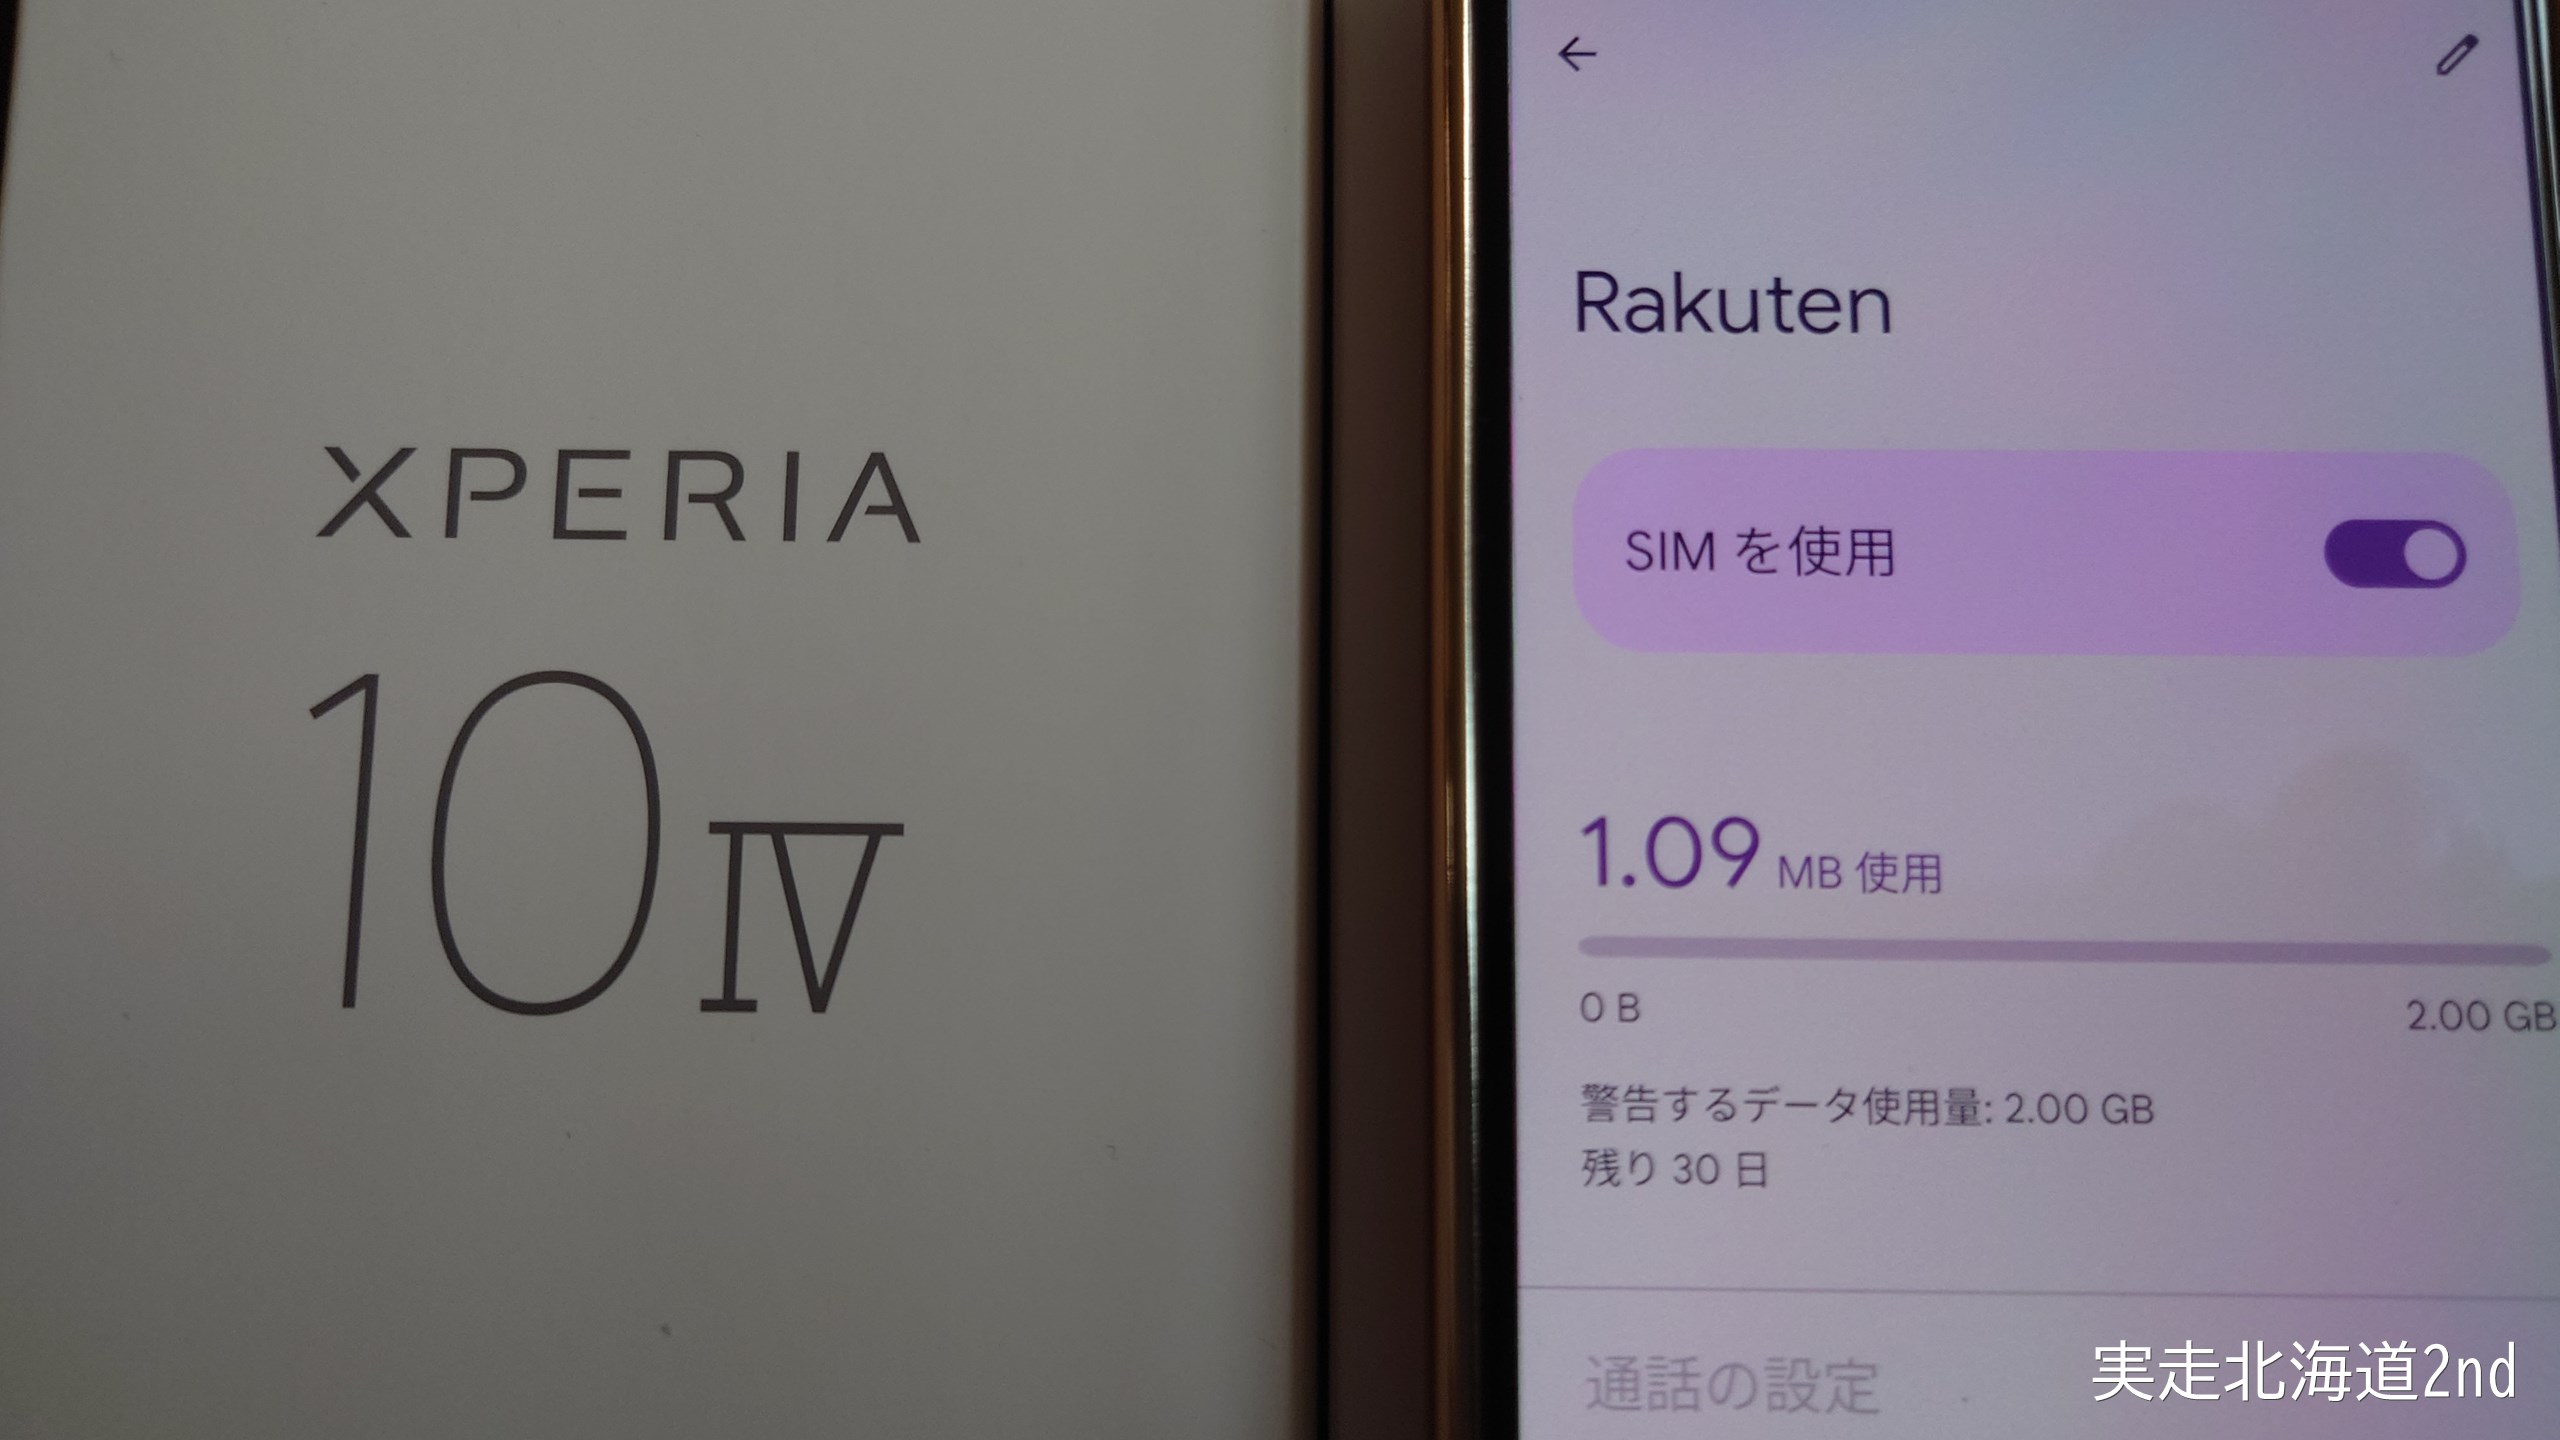 XPERIA
10 IV
Rakuten
SIM を使用
1.09 MB 使用
0 B
2.00 GB
警告するデータ使用量: 2.00 GB
残り 30 日
通話の設定
実走北海道2nd